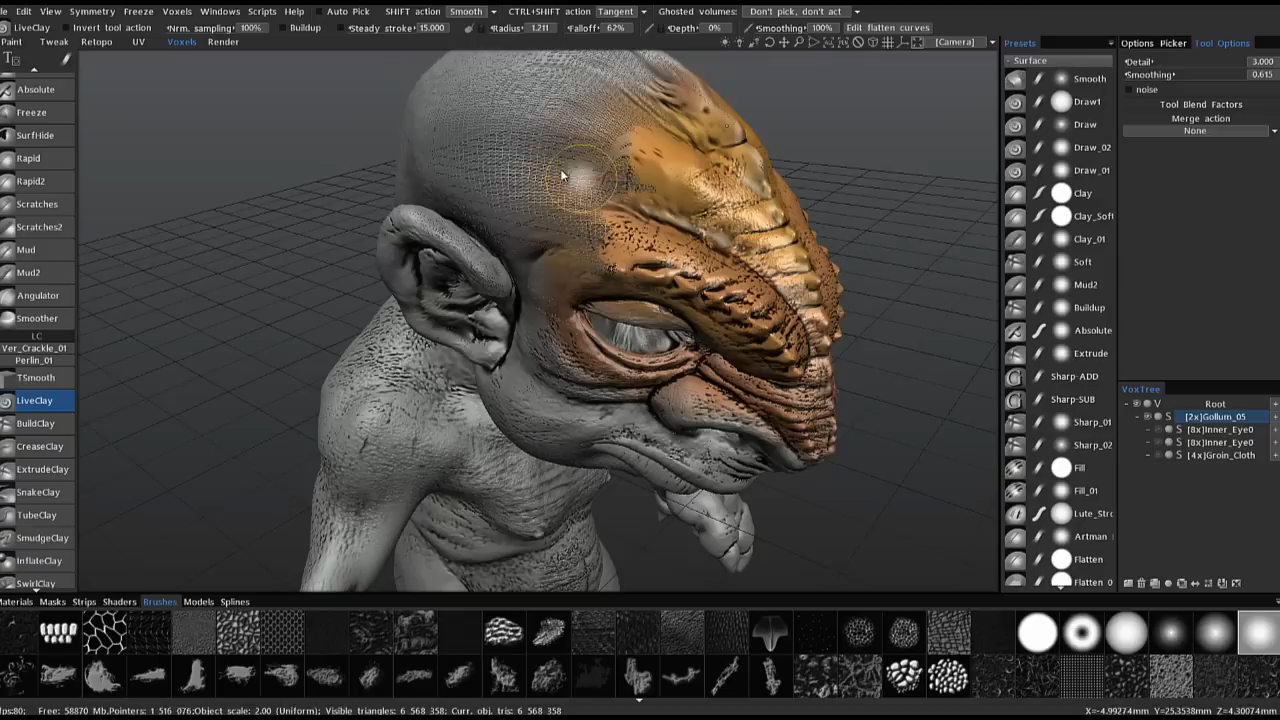 File Edit View Symmetry Freeze Voxels Windows Scripts Help Auto Pick SHIFT action Smooth CTRL+SHIFT action Tangent Ghosted volumes: Don't pick, don't act
LiveClay Invert tool action Nrm. sampling 100% Buildup Steady stroke 15.000 Radius 1.211 Falloff 62% Depth 0% Smoothing 100% Edit flatten curves
Paint Tweak Retopo UV Voxels Render [Camera]
Absolute
Freeze
SurfHide
Rapid
Rapid2
Scratches
Scratches2
Mud
Mud2
Angulator
Smoother
LC
Ver_Crackle_01
Perlin_01
TSmooth
LiveClay
BuildClay
CreaseClay
ExtrudeClay
SnakeClay
TubeClay
SmudgeClay
InflateClay
SwirlClay
Presets
- Surface
Smooth
Draw1
Draw
Draw_02
Draw_01
Clay
Clay_Soft
Clay_01
Soft
Mud2
Buildup
Absolute
Extrude
Sharp-ADD
Sharp-SUB
Sharp_01
Sharp_02
Fill
Fill_01
Lute_Stro
Artman
Flatten
Flatten_0
Options Picker Tool Options
Detail 3.000
Smoothing 0.615
noise
Tool Blend Factors
Merge action
None
VoxTree
V Root
S [2x]Gollum_05
S [8x]Inner_Eye0
S [8x]Inner_Eye0
S [4x]Groin_Cloth
Materials Masks Strips Shaders Brushes Models Splines
fps:80; Free: 58870 Mb,Pointers: 1 516 076;Object scale: 2.00 (Uniform); Visible triangles: 6 568 358; Curr. obj. tris: 6 568 358 X=-4.99274mm Y=25.3538mm Z=4.30074mm